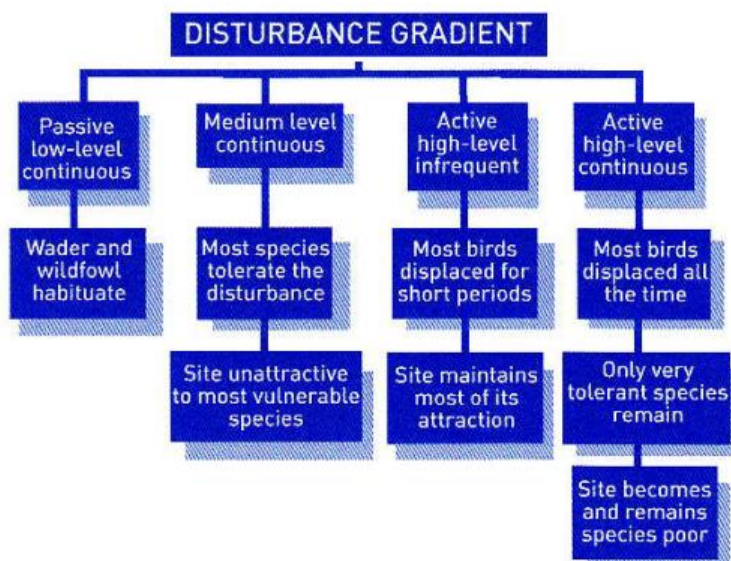 DISTURBANCE GRADIENT
Passive
low-level
continuous
Wader and
wildfowl
habituate
Medium level
continuous
Most species
tolerate the
disturbance
Site unattractive
to most vulnerable
species
Active
high-level
infrequent
Most birds
displaced for
short periods
Site maintains
most of its
attraction
Active
high-level
continuous
Most birds
displaced all
the time
Only very
tolerant species
remain
Site becomes
and remains
species poor